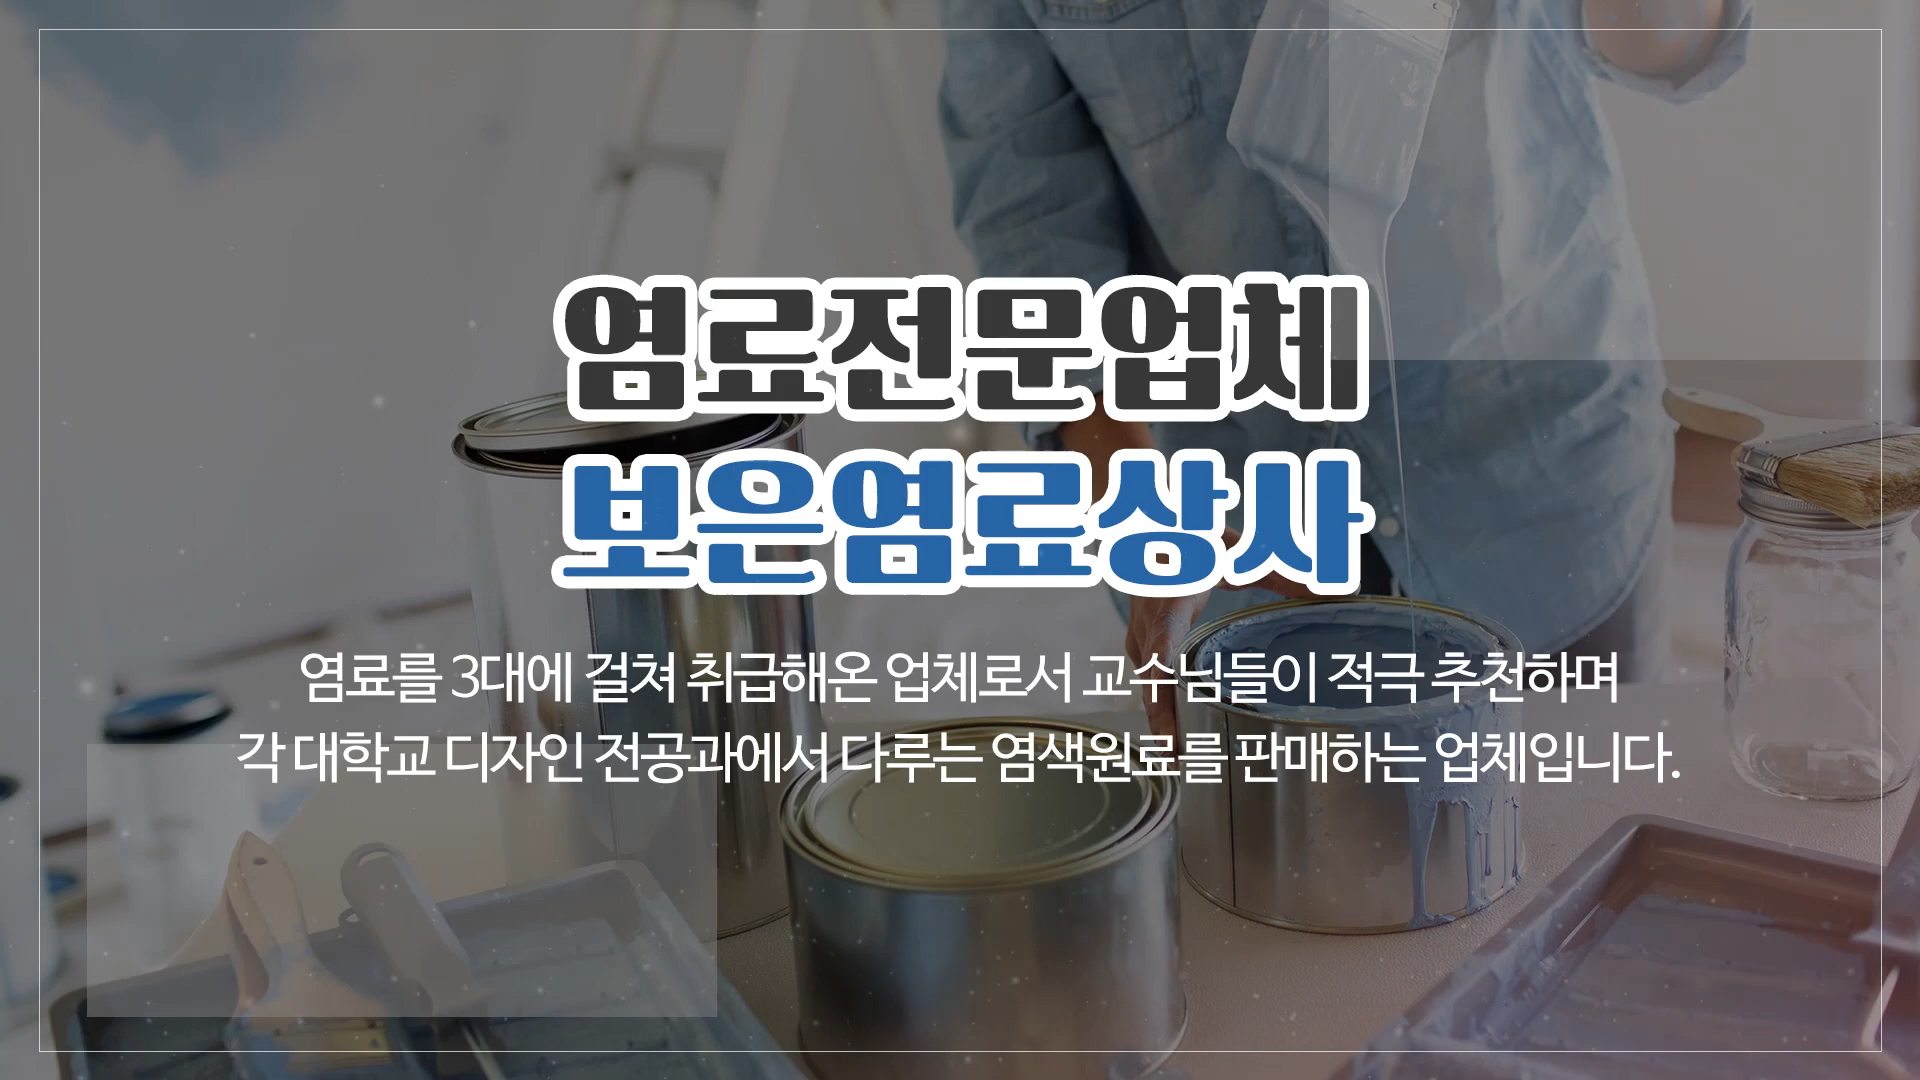 염료전문업체
보은염료상사
염료를 3대에 걸쳐 취급해온 업체로서 교수님들이 적극 추천하며
각 대학교 디자인 전공과에서 다루는 염색원료를 판매하는 업체입니다.